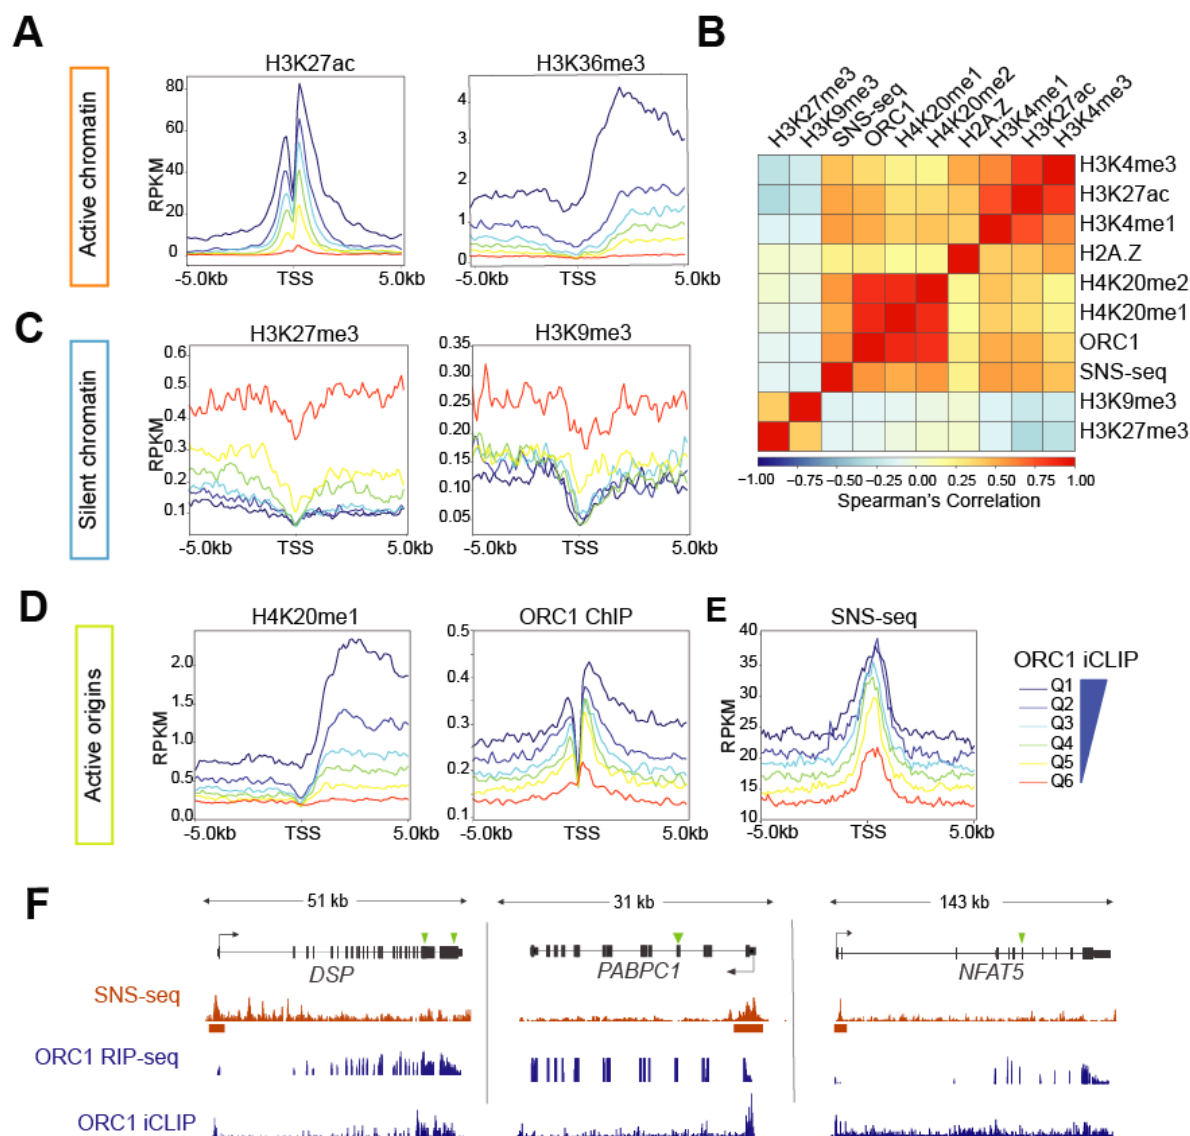 A
Active chromatin
H3K27ac
RPKM
80
60
40
20
0
-5.0kb TSS 5.0kb
H3K36me3
4
3
2
1
0
-5.0kb TSS 5.0kb
B
H3K27me3
H3K9me3
SNS-seq
ORC1
H4K20me1
H4K20me2
H2A.Z
H3K4me1
H3K27ac
H3K4me3
H3K4me3
H3K27ac
H3K4me1
H2A.Z
H4K20me2
H4K20me1
ORC1
SNS-seq
H3K9me3
H3K27me3
−1.00 −0.75 −0.50 −0.25 0.00 0.25 0.50 0.75 1.00
Spearman's Correlation
C
Silent chromatin
H3K27me3
RPKM
0.6
0.5
0.4
0.3
0.2
0.1
-5.0kb TSS 5.0kb
H3K9me3
0.35
0.30
0.25
0.20
0.15
0.10
0.05
-5.0kb TSS 5.0kb
D
Active origins
H4K20me1
RPKM
2.0
1.5
1.0
0.5
0.0
-5.0kb TSS 5.0kb
ORC1 ChIP
0.5
0.4
0.3
0.2
0.1
-5.0kb TSS 5.0kb
E
SNS-seq
RPKM
40
35
30
25
20
15
10
-5.0kb TSS 5.0kb
ORC1 iCLIP
Q1
Q2
Q3
Q4
Q5
Q6
F
51 kb 31 kb 143 kb
DSP PABPC1 NFAT5
SNS-seq
ORC1 RIP-seq
ORC1 iCLIP